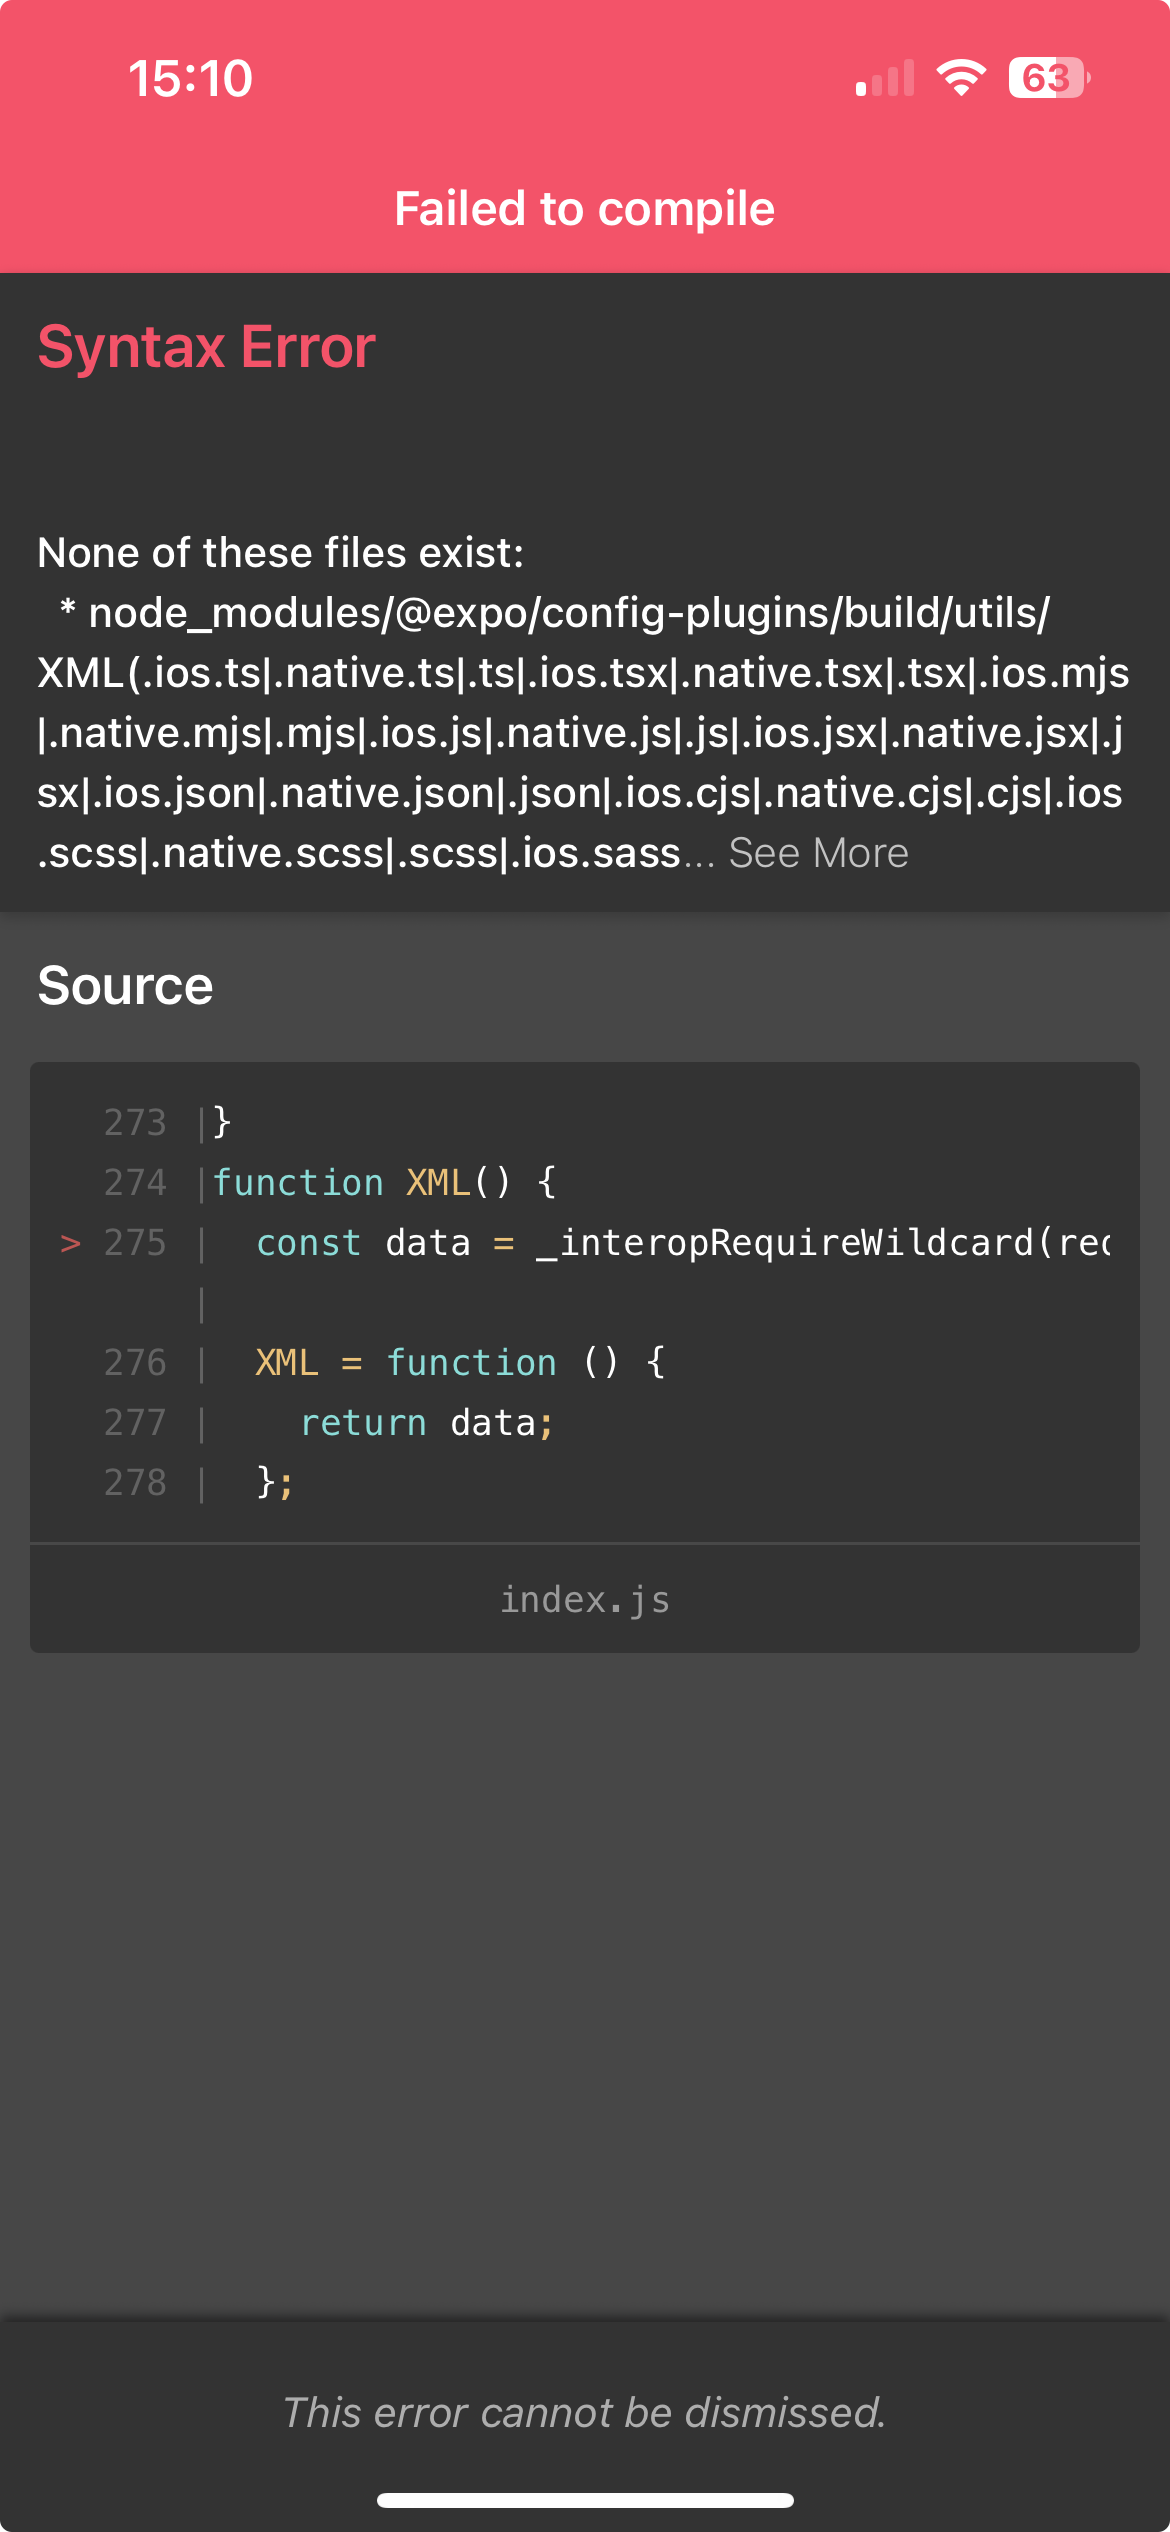 15:10
63
Failed to compile
Syntax Error
None of these files exist:
* node_modules/@expo/config-plugins/build/utils/
XML(.ios.ts|.native.ts|.ts|.ios.tsx|.native.tsx|.tsx|.ios.mjs
|.native.mjs|.mjs|.ios.js|.native.js|.js|.ios.jsx|.native.jsx|.j
sx|.ios.json|.native.json|.json|.ios.cjs|.native.cjs|.cjs|.ios
.scss|.native.scss|.scss|.ios.sass... See More
Source
273 |}
274 |function XML() {
> 275 |  const data = _interopRequireWildcard(req
|
276 |  XML = function () {
277 |    return data;
278 |  };
index.js
This error cannot be dismissed.